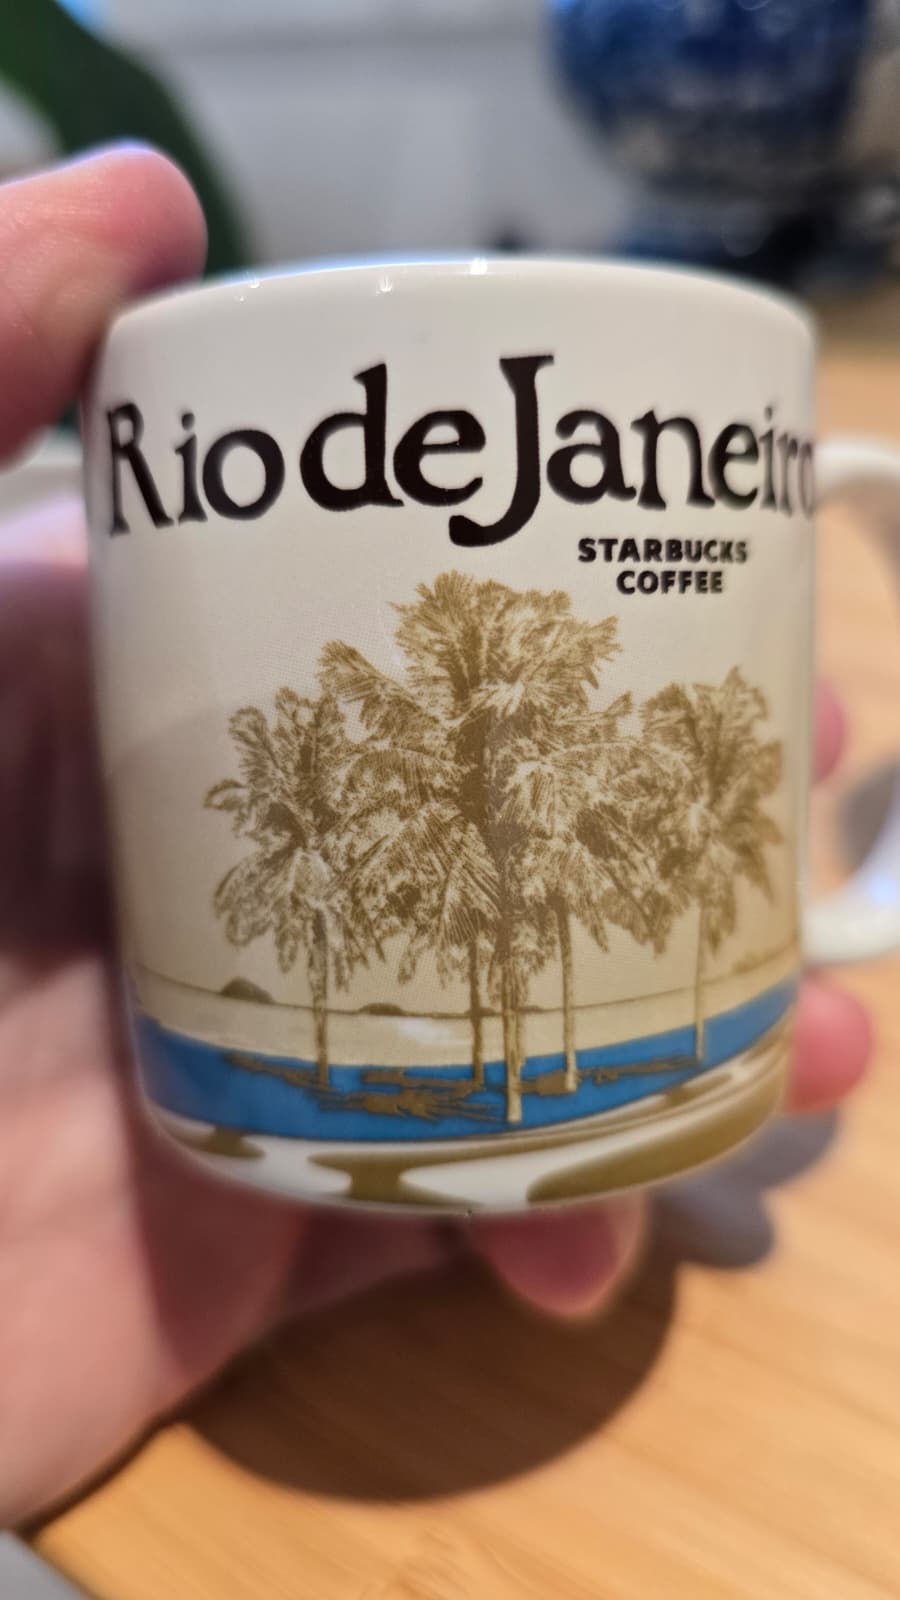 Rio de Janeiro
STARBUCKS
COFFEE